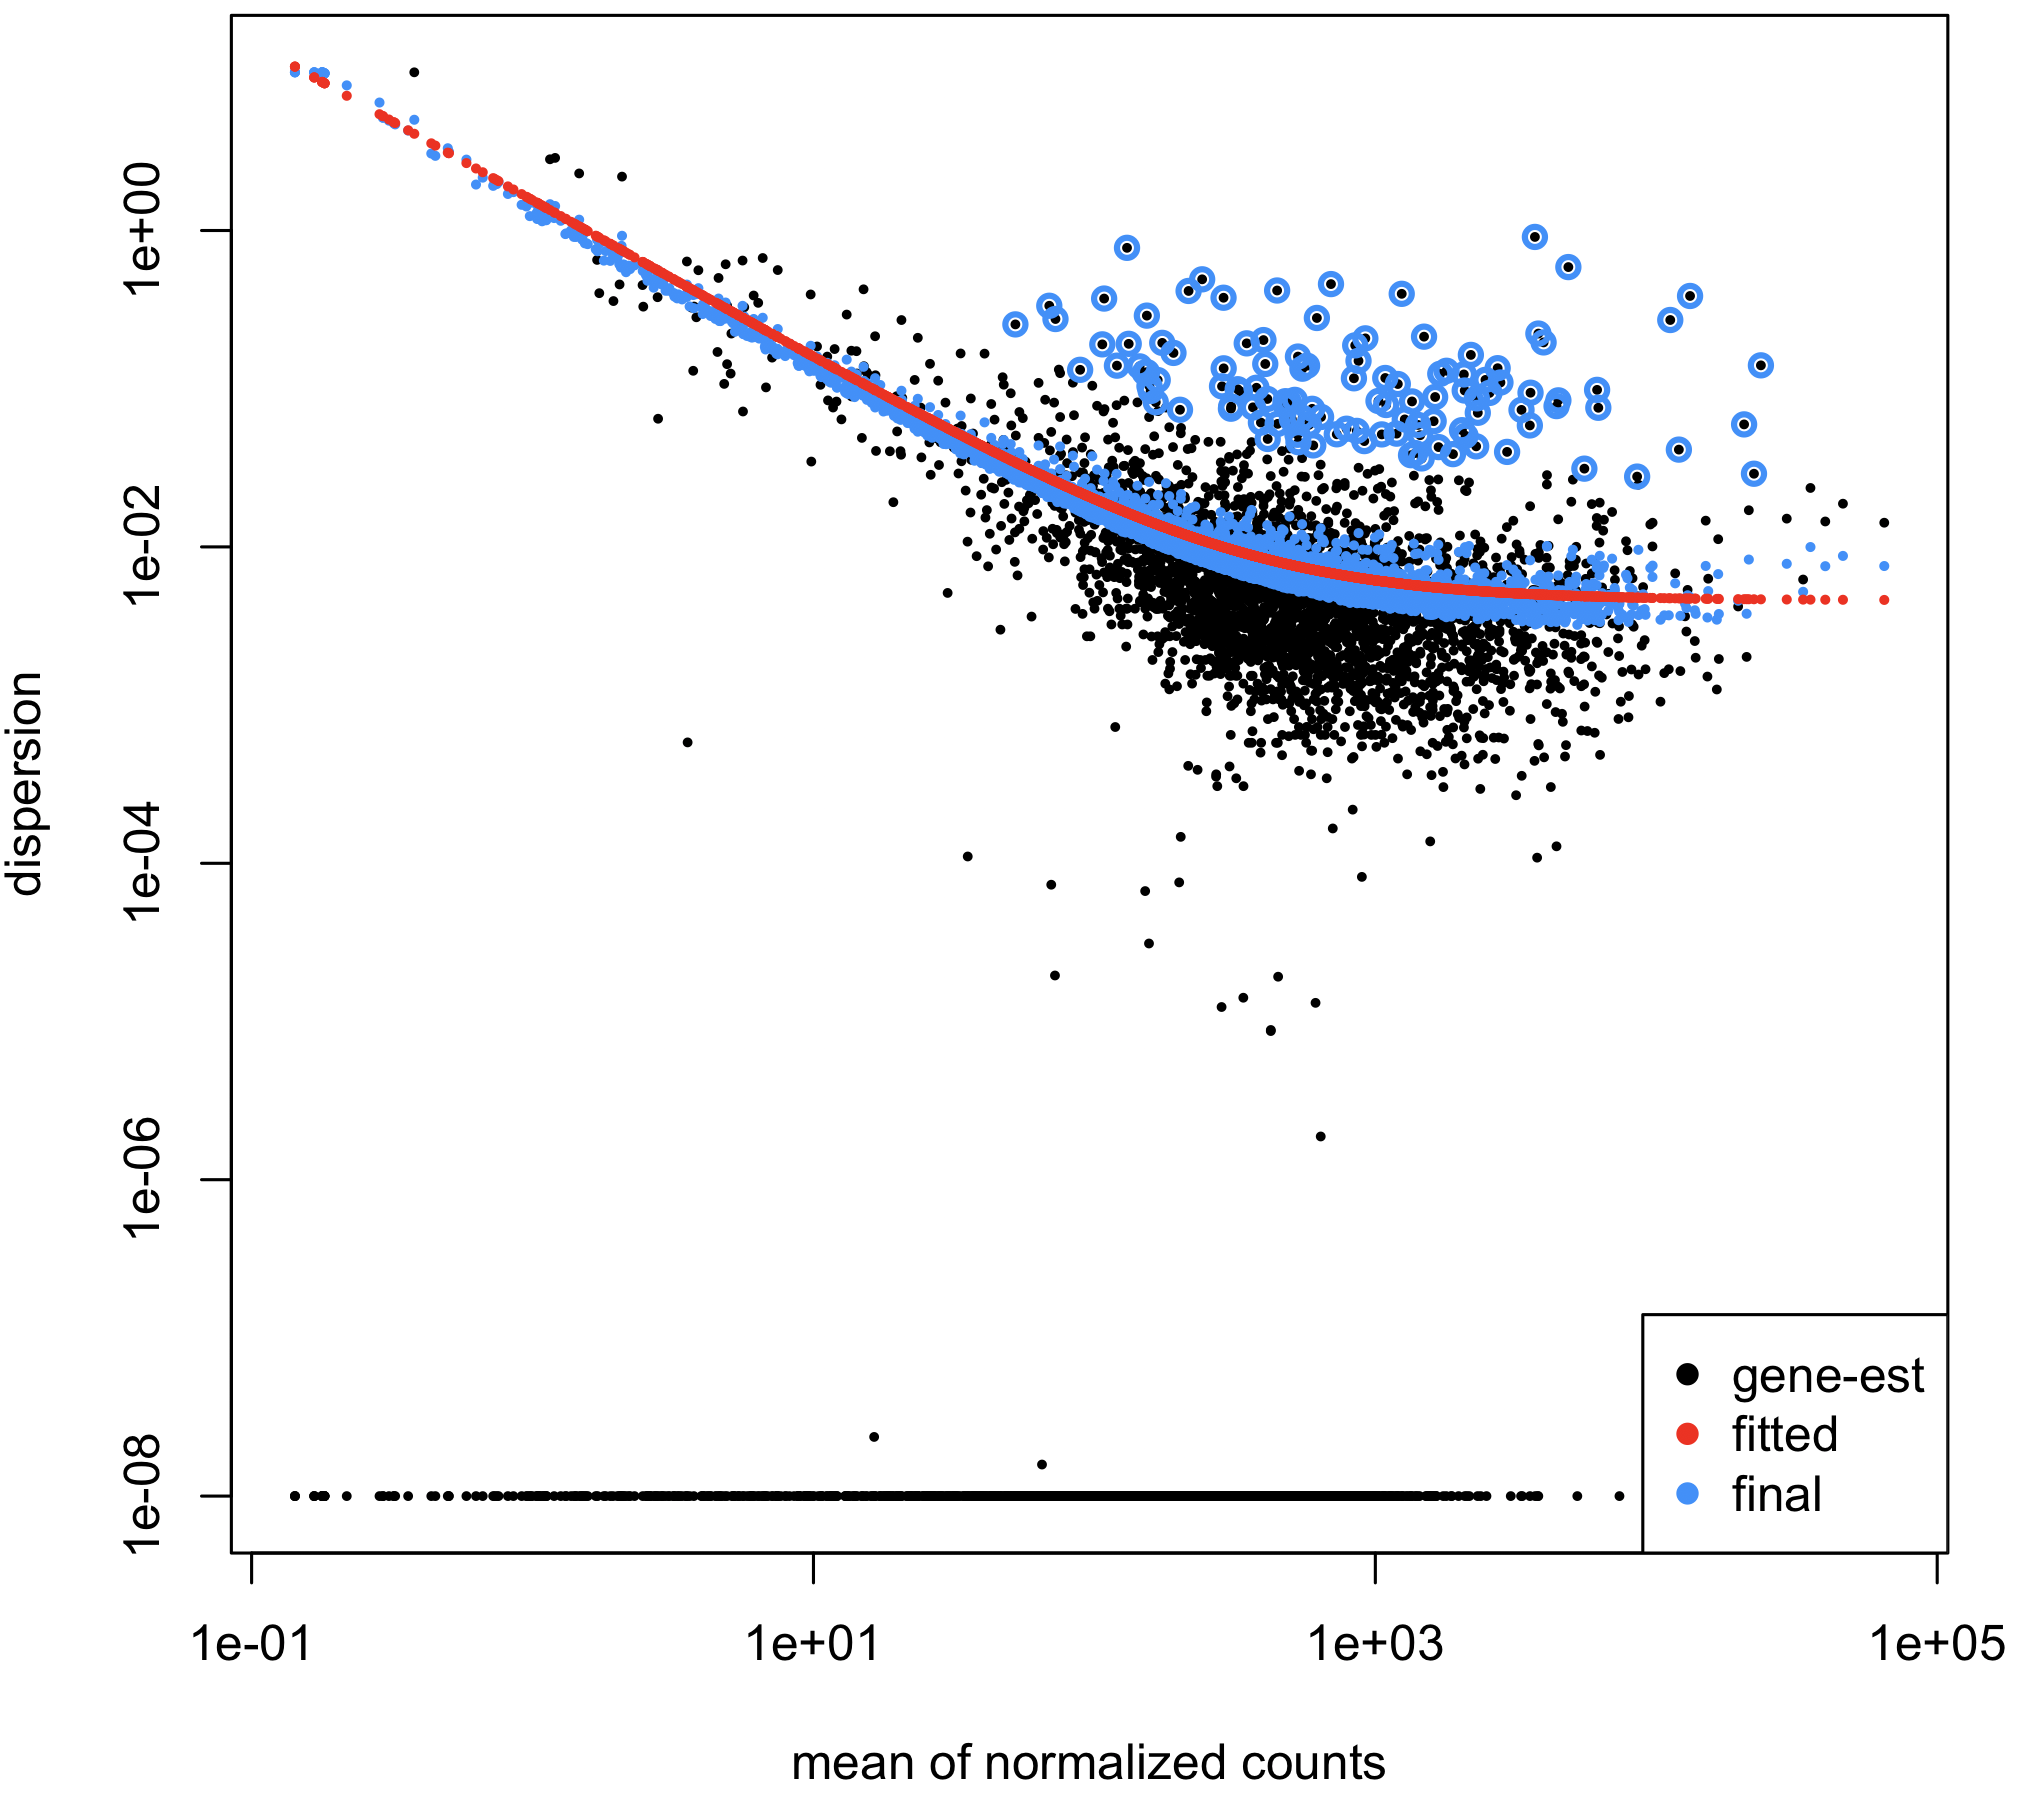 dispersion
1e+00
1e-02
1e-04
1e-06
1e-08
1e-01
1e+01
1e+03
1e+05
mean of normalized counts
gene-est
fitted
final